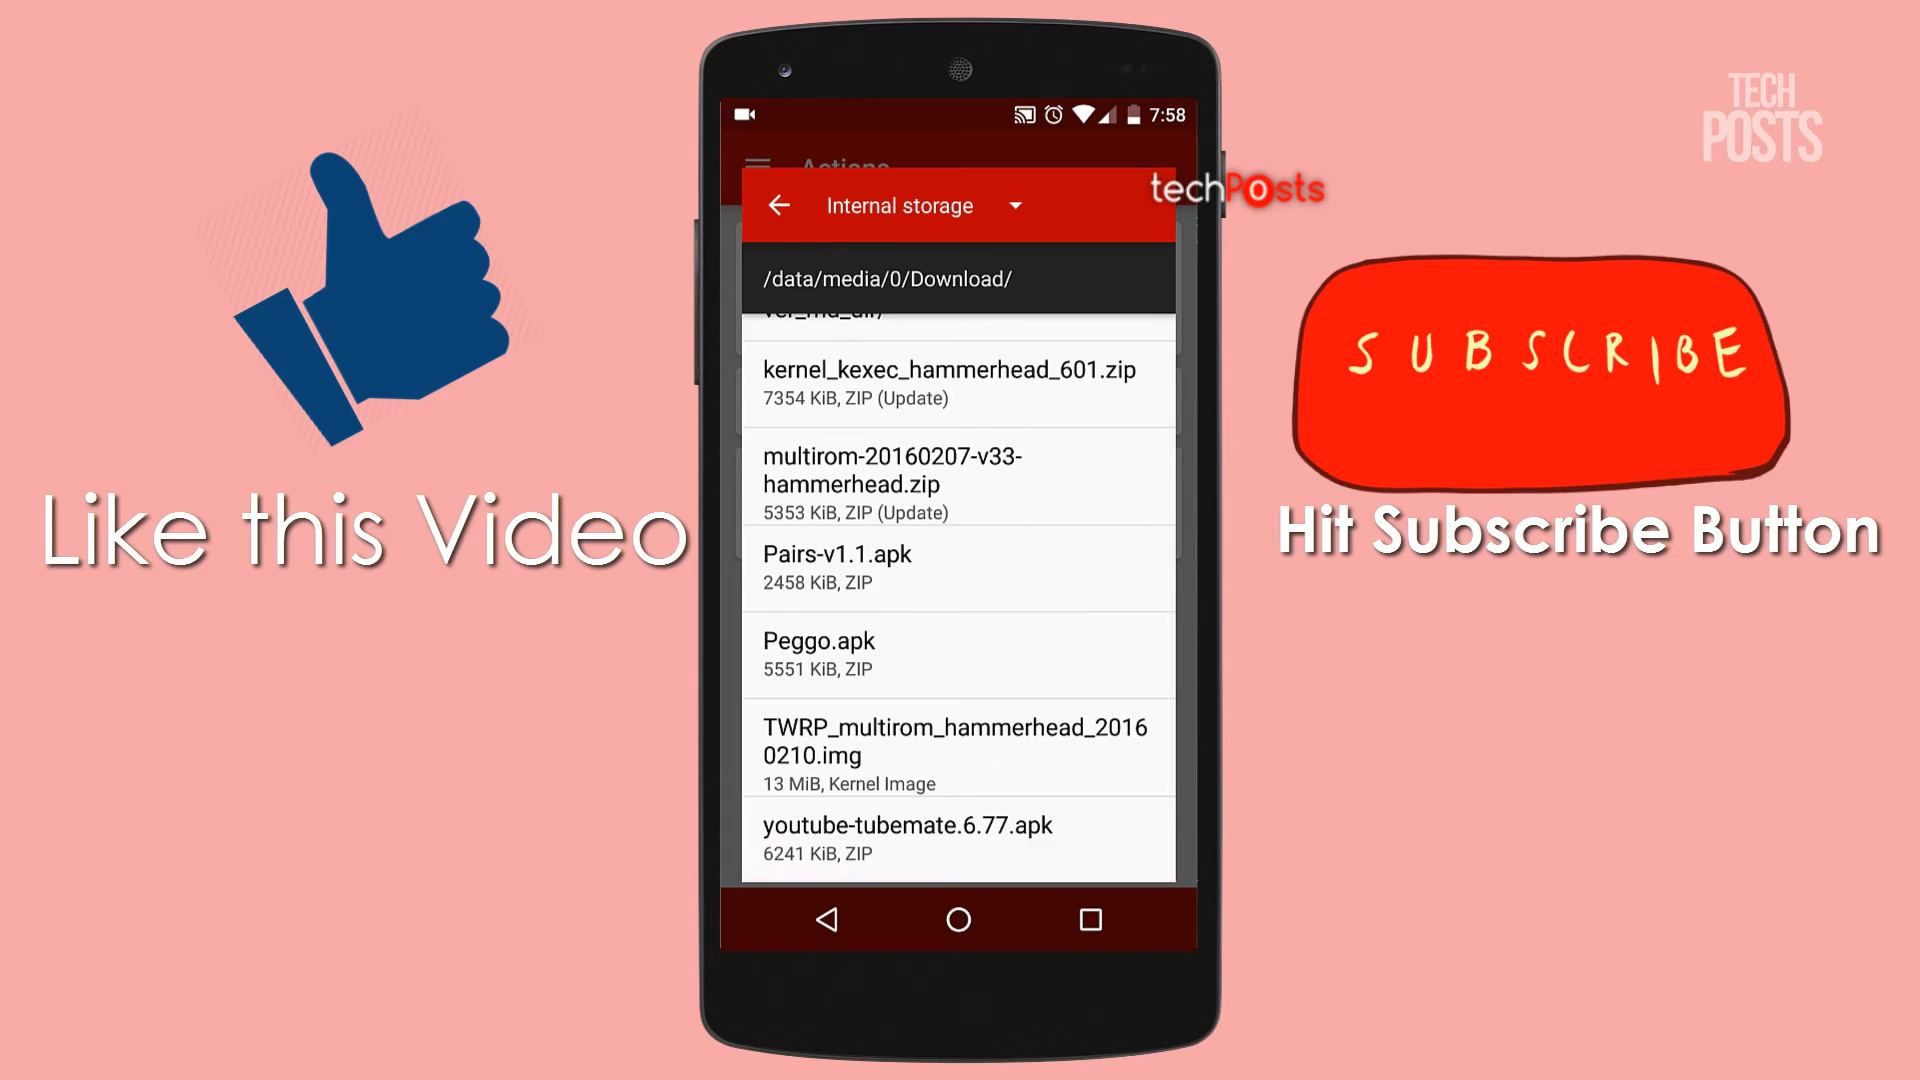 TECH
POSTS
7:58
Actions
techPosts
Internal storage
/data/media/0/Download/
kernel_kexec_hammerhead_601.zip
7354 KiB, ZIP (Update)
multirom-20160207-v33-
hammerhead.zip
5353 KiB, ZIP (Update)
Pairs-v1.1.apk
2458 KiB, ZIP
Peggo.apk
5551 KiB, ZIP
TWRP_multirom_hammerhead_2016
0210.img
13 MiB, Kernel Image
youtube-tubemate.6.77.apk
6241 KiB, ZIP
Like this Video
SUBSCRIBE
Hit Subscribe Button